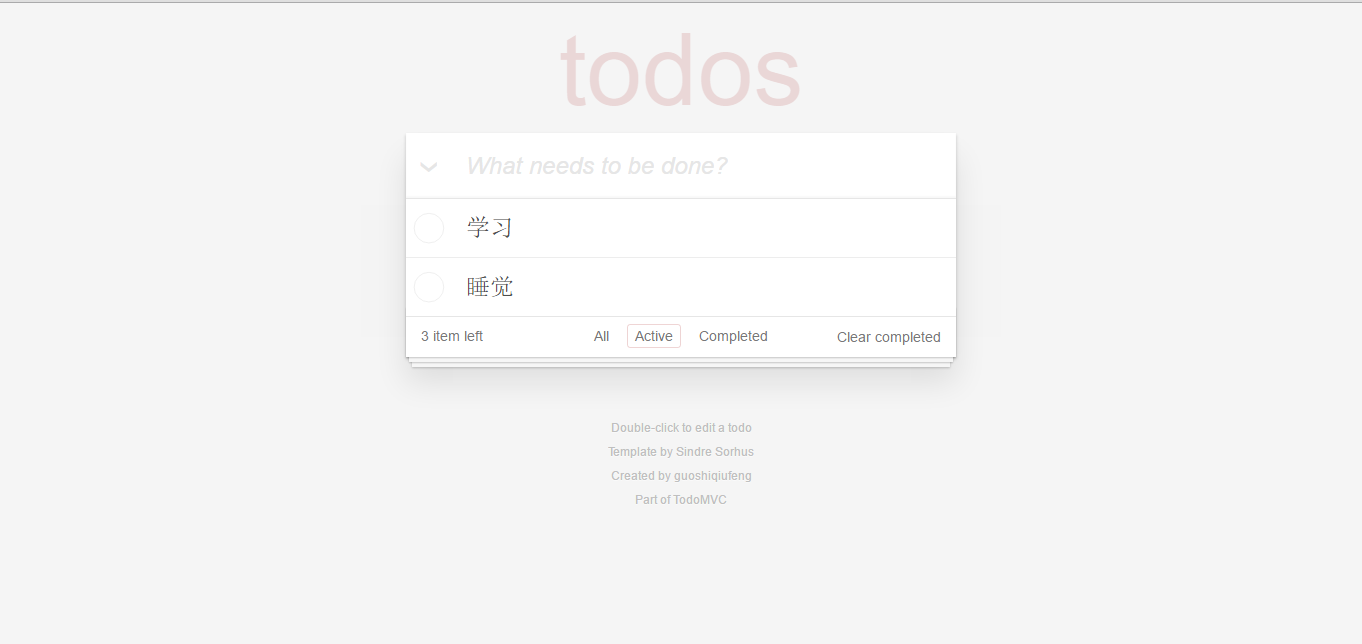 todos
What needs to be done?
学习
睡觉
3 item left All Active Completed Clear completed
Double-click to edit a todo
Template by Sindre Sorhus
Created by guoshiqiufeng
Part of TodoMVC